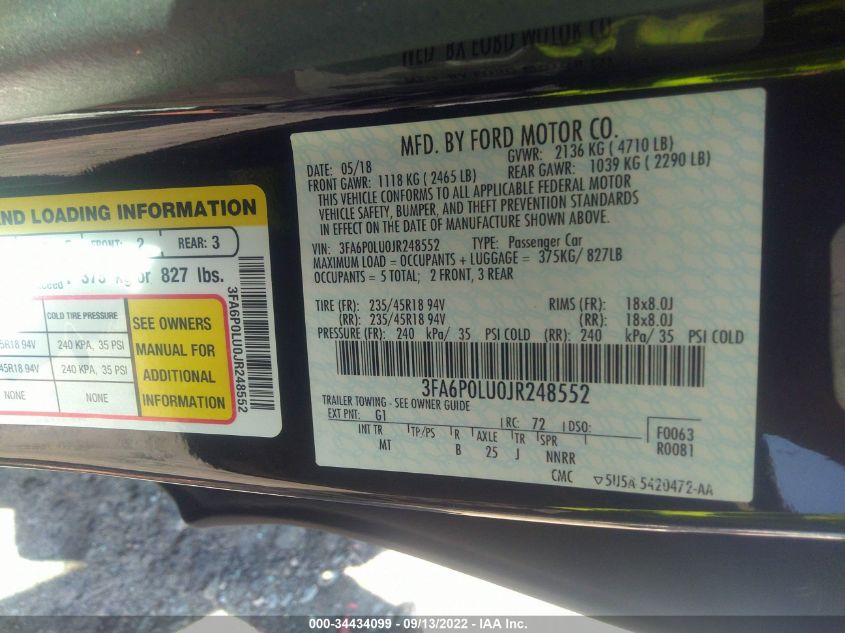 MFD. BY FORD MOTOR CO.
DATE: 05/18 GVWR: 2136 KG ( 4710 LB)
FRONT GAWR: 1118 KG ( 2465 LB) REAR GAWR: 1039 KG ( 2290 LB)
THIS VEHICLE CONFORMS TO ALL APPLICABLE FEDERAL MOTOR
VEHICLE SAFETY, BUMPER, AND THEFT PREVENTION STANDARDS
IN EFFECT ON THE DATE OF MANUFACTURE SHOWN ABOVE.
VIN: 3FA6P0LU0JR248552 TYPE: Passenger Car
MAXIMUM LOAD = OCCUPANTS + LUGGAGE = 375KG/ 827LB
OCCUPANTS = 5 TOTAL; 2 FRONT, 3 REAR
TIRE (FR): 235/45R18 94V RIMS (FR): 18x8.0J
(RR): 235/45R18 94V (RR): 18x8.0J
PRESSURE (FR): 240 kPa/ 35 PSI COLD (RR): 240 kPa/ 35 PSI COLD
3FA6P0LU0JR248552
TRAILER TOWING - SEE OWNER GUIDE
EXT PNT: G1 RC: 72 DSO:
INT TR TP/PS R AXLE TR SPR
MT B 25 J NNRR
F0063
R0081
CMC 5U5A 5420472-AA
ND LOADING INFORMATION
FRONT: 2 REAR: 3
375 kg or 827 lbs.
COLD TIRE PRESSURE
5R18 94V 240 KPA, 35 PSI
45R18 94V 240 KPA, 35 PSI
NONE NONE
SEE OWNERS
MANUAL FOR
ADDITIONAL
INFORMATION
3FA6P0LU0JR248552
000-34434099 - 09/13/2022 - IAA Inc.